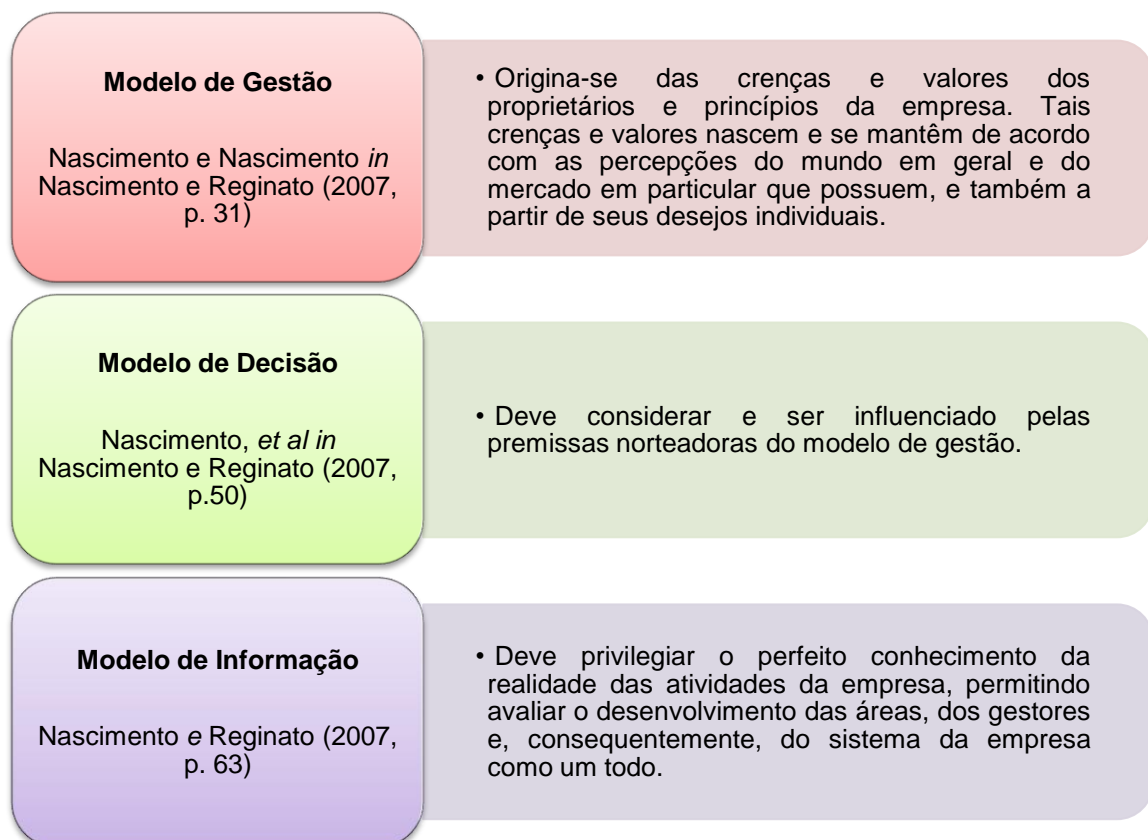 Modelo de Gestão
Nascimento e Nascimento in
Nascimento e Reginato (2007,
p. 31)
• Origina-se das crenças e valores dos
proprietários e princípios da empresa. Tais
crenças e valores nascem e se mantêm de acordo
com as percepções do mundo em geral e do
mercado em particular que possuem, e também a
partir de seus desejos individuais.
Modelo de Decisão
Nascimento, et al in
Nascimento e Reginato (2007,
p.50)
• Deve considerar e ser influenciado pelas
premissas norteadoras do modelo de gestão.
Modelo de Informação
Nascimento e Reginato (2007,
p. 63)
• Deve privilegiar o perfeito conhecimento da
realidade das atividades da empresa, permitindo
avaliar o desenvolvimento das áreas, dos gestores
e, consequentemente, do sistema da empresa
como um todo.